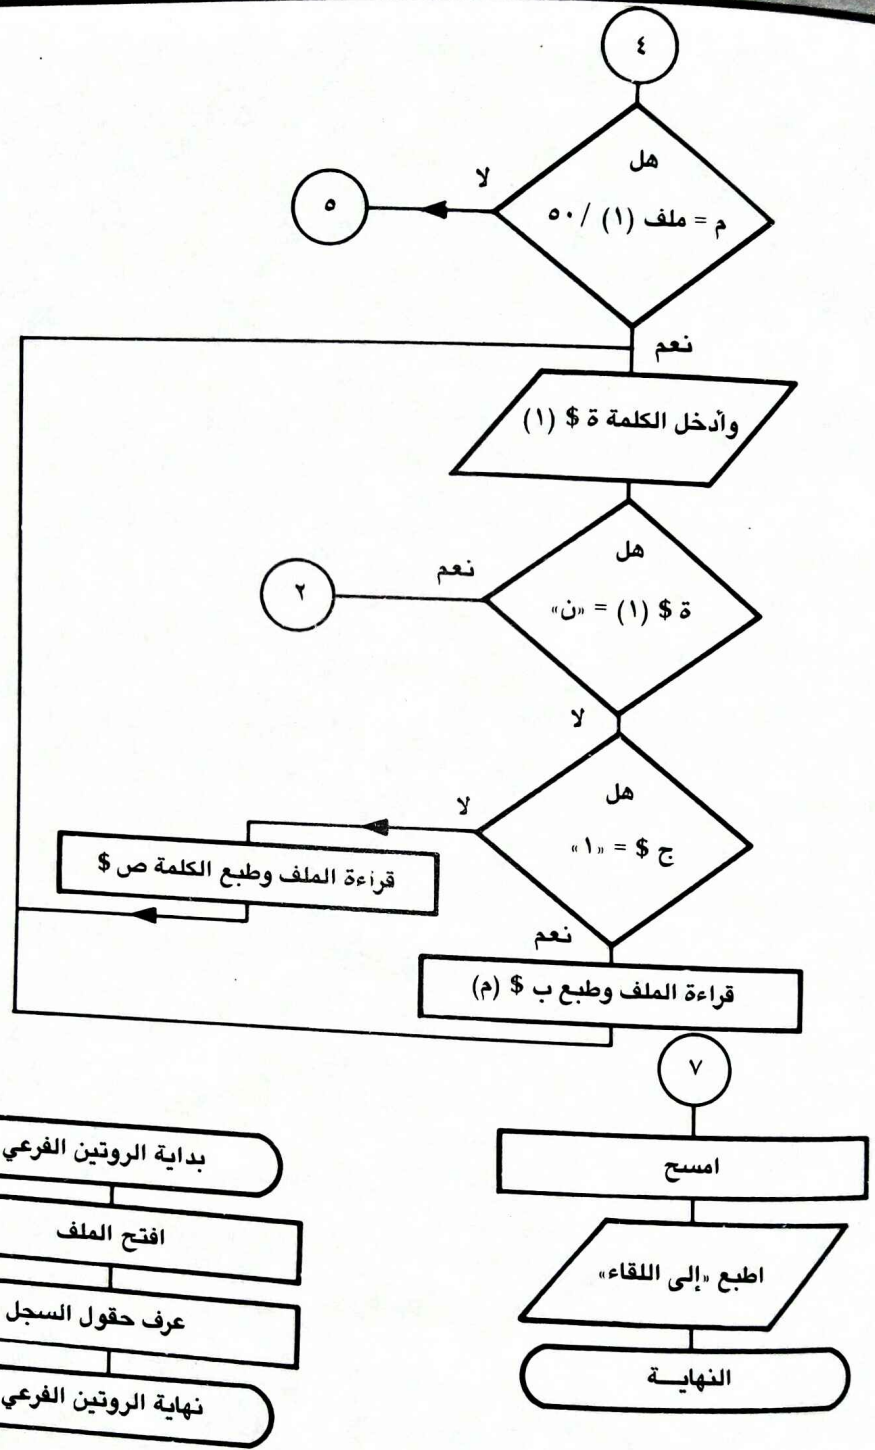 ٤
هل
م = ملف (١) / ٥٠
لا
٥
نعم
وأدخل الكلمة ة $ (١)
هل
ة $ (١) = «ن»
نعم
٢
لا
هل
ج $ = «١»
لا
قراءة الملف وطبع الكلمة ص $
نعم
قراءة الملف وطبع ب $ (م)
٧
امسح
اطبع «إلى اللقاء»
النهايـــة
بداية الروتين الفرعي
افتح الملف
عرف حقول السجل
نهاية الروتين الفرعي